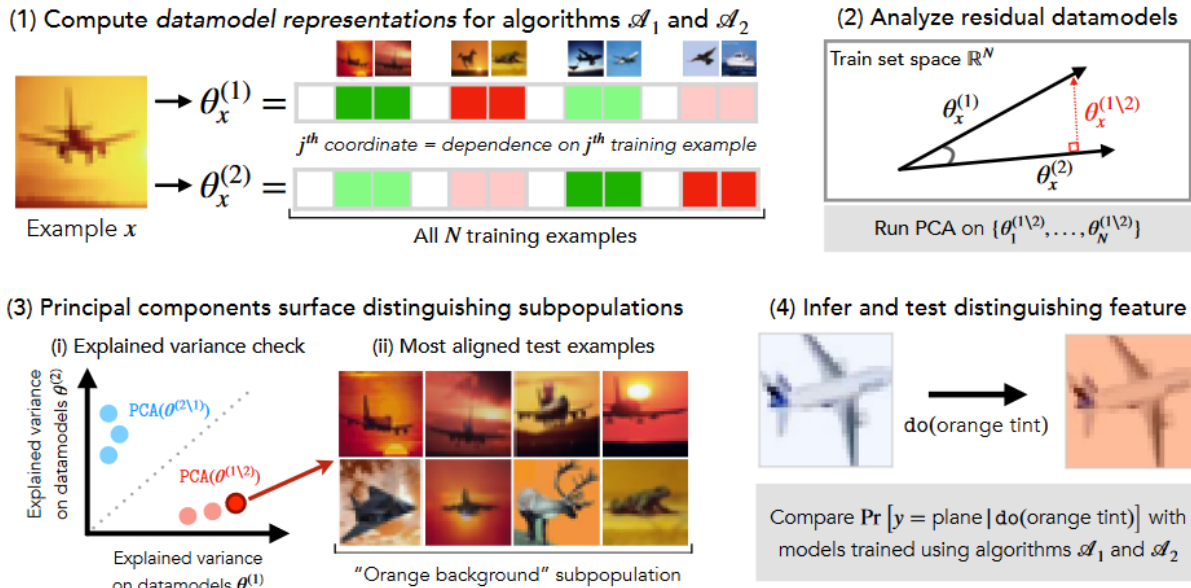 (1) Compute datamodel representations for algorithms 𝒜₁ and 𝒜₂
θₓ⁽¹⁾ =
jᵗʰ coordinate = dependence on jᵗʰ training example
θₓ⁽²⁾ =
Example x
All N training examples
(2) Analyze residual datamodels
Train set space ℝᴺ
θₓ⁽¹⁾
θₓ⁽¹\²⁾
θₓ⁽²⁾
Run PCA on {θ₁⁽¹\²⁾, . . . , θ_N⁽¹\²⁾}
(3) Principal components surface distinguishing subpopulations
(i) Explained variance check
Explained variance
on datamodels θ⁽²⁾
PCA(θ⁽²\¹⁾)
PCA(θ⁽¹\²⁾)
Explained variance
on datamodels θ⁽¹⁾
(ii) Most aligned test examples
"Orange background" subpopulation
(4) Infer and test distinguishing feature
do(orange tint)
Compare Pr [y = plane | do(orange tint)] with
models trained using algorithms 𝒜₁ and 𝒜₂